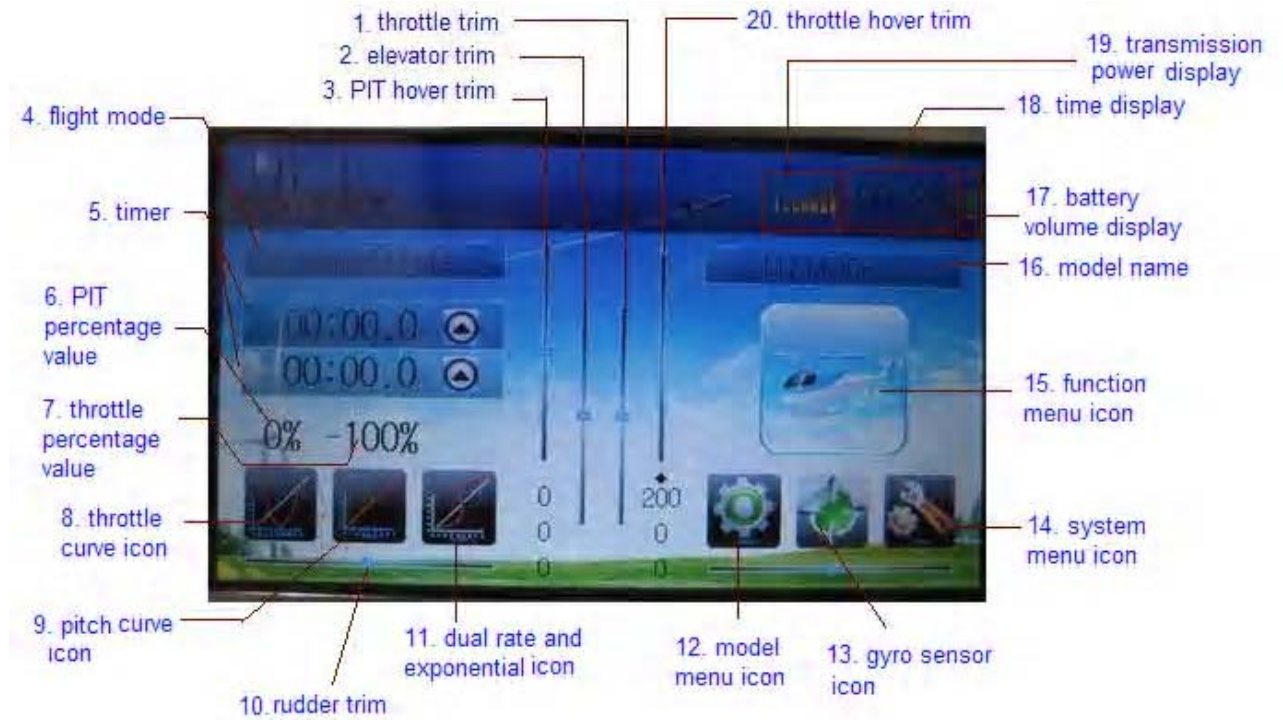 1. throttle trim
2. elevator trim
3. PIT hover trim
4. flight mode
5. timer
6. PIT
percentage
value
7. throttle
percentage
value
8. throttle
curve icon
9. pitch curve
icon
10. rudder trim
11. dual rate and
exponential icon
12. model
menu icon
13. gyro sensor
icon
14. system
menu icon
15. function
menu icon
16. model name
17. battery
volume display
18. time display
19. transmission
power display
20. throttle hover trim
00:00.0
00:00.0
0% -100%
0
0
0
200
0
0